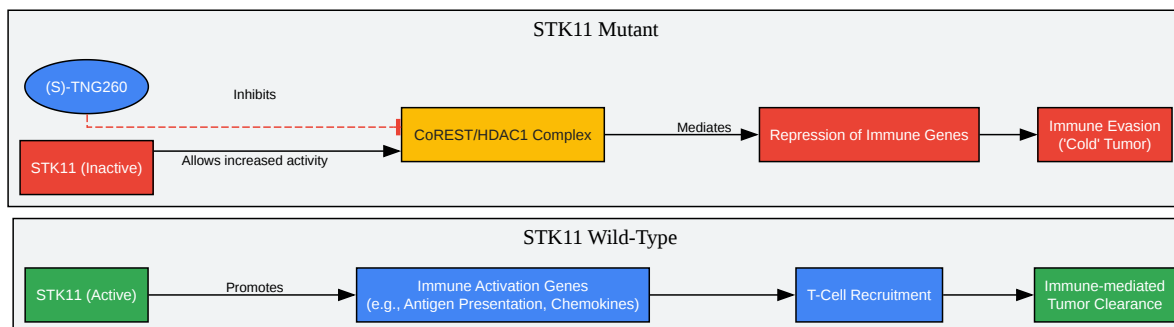 STK11 Mutant
(S)-TNG260
Inhibits
CoREST/HDAC1 Complex
Mediates
Repression of Immune Genes
Immune Evasion
('Cold' Tumor)
STK11 (Inactive)
Allows increased activity
STK11 Wild-Type
STK11 (Active)
Promotes
Immune Activation Genes
(e.g., Antigen Presentation, Chemokines)
T-Cell Recruitment
Immune-mediated
Tumor Clearance